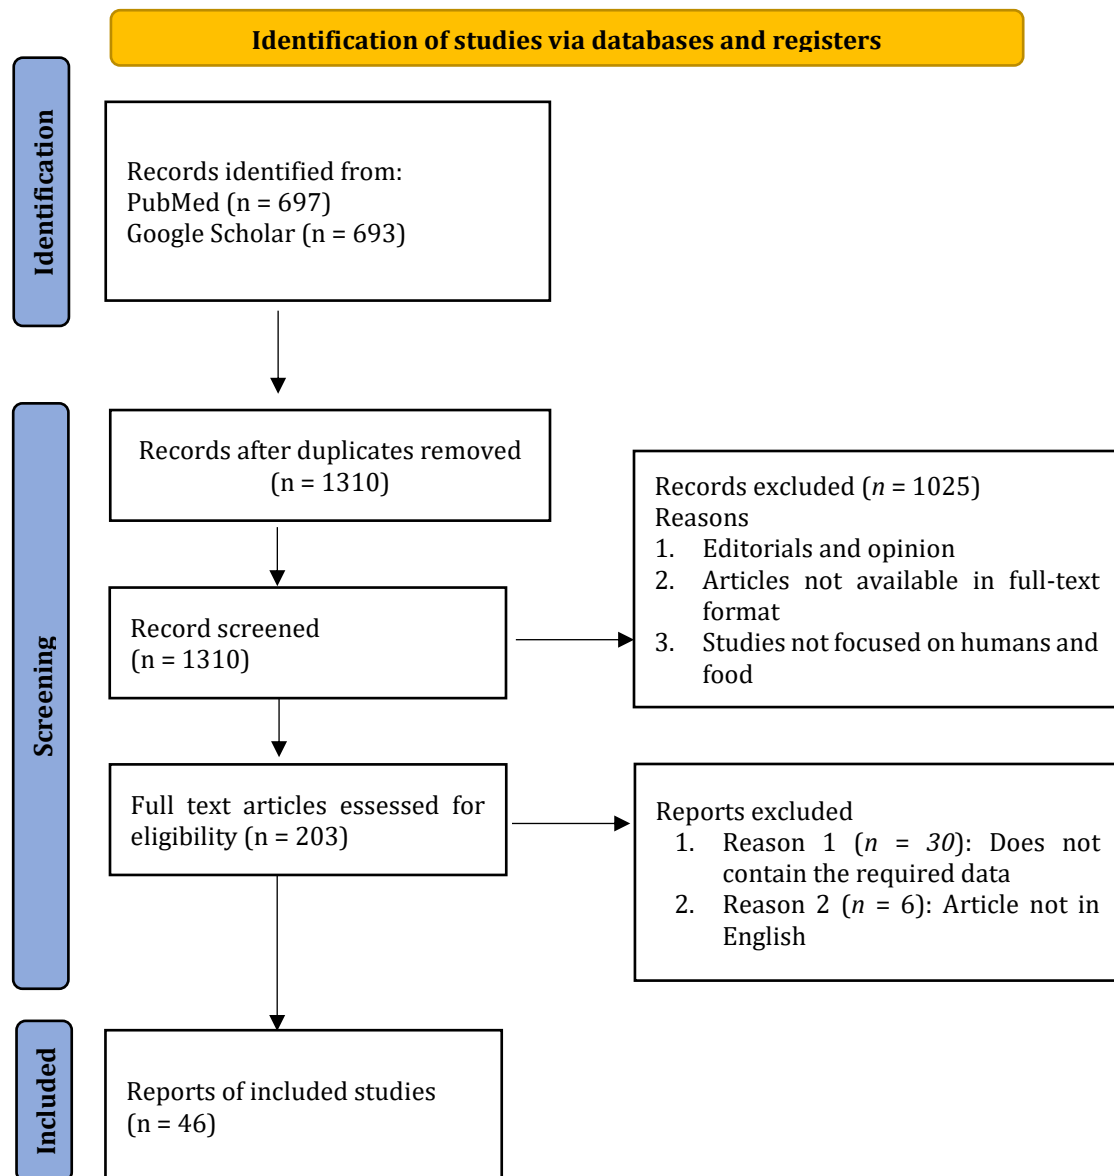 Identification of studies via databases and registers
Identification
Records identified from:
PubMed (n = 697)
Google Scholar (n = 693)
Screening
Records after duplicates removed
(n = 1310)
Record screened
(n = 1310)
Records excluded (n = 1025)
Reasons
1. Editorials and opinion
2. Articles not available in full-text
format
3. Studies not focused on humans and
food
Full text articles essessed for
eligibility (n = 203)
Reports excluded
1. Reason 1 (n = 30): Does not
contain the required data
2. Reason 2 (n = 6): Article not in
English
Included
Reports of included studies
(n = 46)